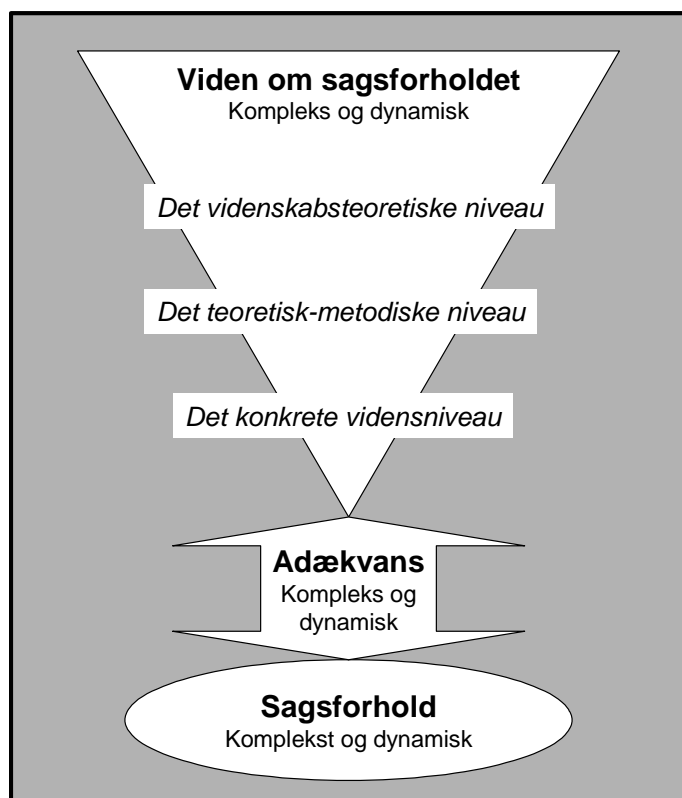 Viden om sagsforholdet
Kompleks og dynamisk
Det videnskabsteoretiske niveau
Det teoretisk-metodiske niveau
Det konkrete vidensniveau
Adækvans
Kompleks og
dynamisk
Sagsforhold
Komplekst og dynamisk